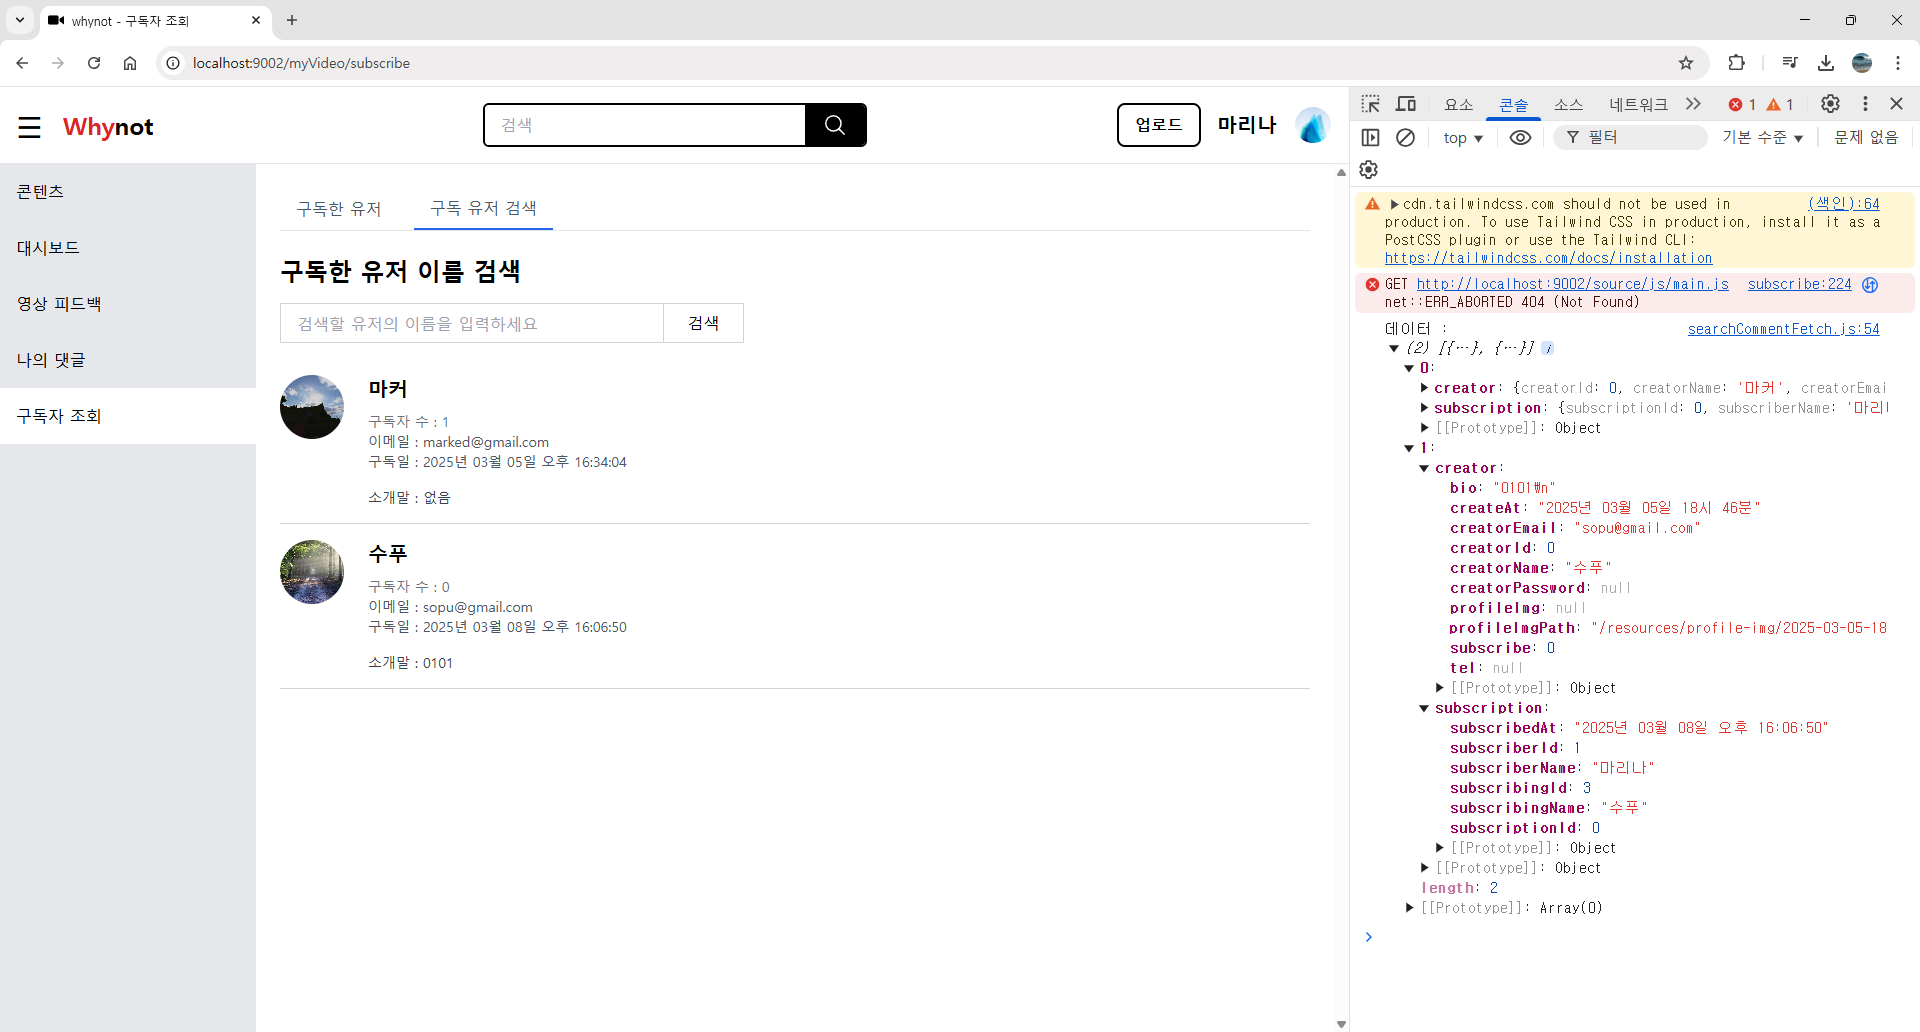 whynot - 구독자 조회
localhost:9002/myVideo/subscribe
Whynot
검색
업로드
마리나
콘텐츠
대시보드
영상 피드백
나의 댓글
구독자 조회
구독한 유저
구독 유저 검색
구독한 유저 이름 검색
검색할 유저의 이름을 입력하세요
검색
마커
구독자 수 : 1
이메일 : marked@gmail.com
구독일 : 2025년 03월 05일 오후 16:34:04
소개말 : 없음
수푸
구독자 수 : 0
이메일 : sopu@gmail.com
구독일 : 2025년 03월 08일 오후 16:06:50
소개말 : 0101
요소 콘솔 소스 네트워크 1 1
top 필터 기본 수준 문제 없음
cdn.tailwindcss.com should not be used in (색인):64
production. To use Tailwind CSS in production, install it as a
PostCSS plugin or use the Tailwind CLI:
https://tailwindcss.com/docs/installation
GET http://localhost:9002/source/js/main.js subscribe:224
net::ERR_ABORTED 404 (Not Found)
데이터 : searchCommentFetch.js:54
(2) [{…}, {…}] i
0:
creator: {creatorId: 0, creatorName: '마커', creatorEmai
subscription: {subscriptionId: 0, subscriberName: '마리
[[Prototype]]: Object
1:
creator:
bio: "0101₩n"
createAt: "2025년 03월 05일 18시 46분"
creatorEmail: "sopu@gmail.com"
creatorId: 0
creatorName: "수푸"
creatorPassword: null
profileImg: null
profileImgPath: "/resources/profile-img/2025-03-05-18
subscribe: 0
tel: null
[[Prototype]]: Object
subscription:
subscribedAt: "2025년 03월 08일 오후 16:06:50"
subscriberId: 1
subscriberName: "마리나"
subscribingId: 3
subscribingName: "수푸"
subscriptionId: 0
[[Prototype]]: Object
[[Prototype]]: Object
length: 2
[[Prototype]]: Array(0)